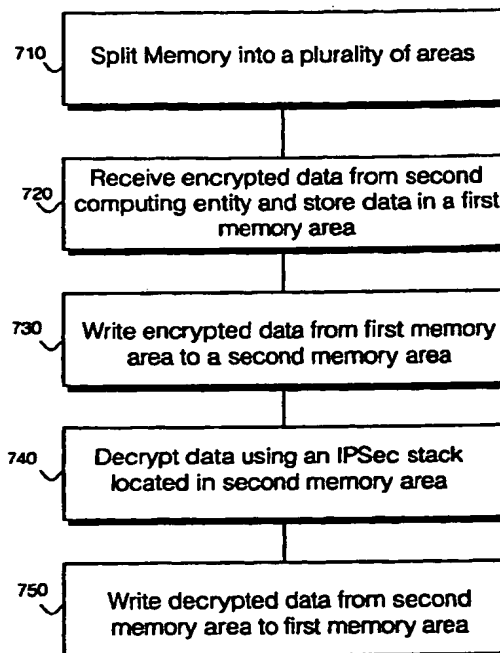 710
Split Memory into a plurality of areas
720
Receive encrypted data from second
computing entity and store data in a first
memory area
730
Write encrypted data from first memory
area to a second memory area
740
Decrypt data using an IPSec stack
located in second memory area
750
Write decrypted data from second
memory area to first memory area